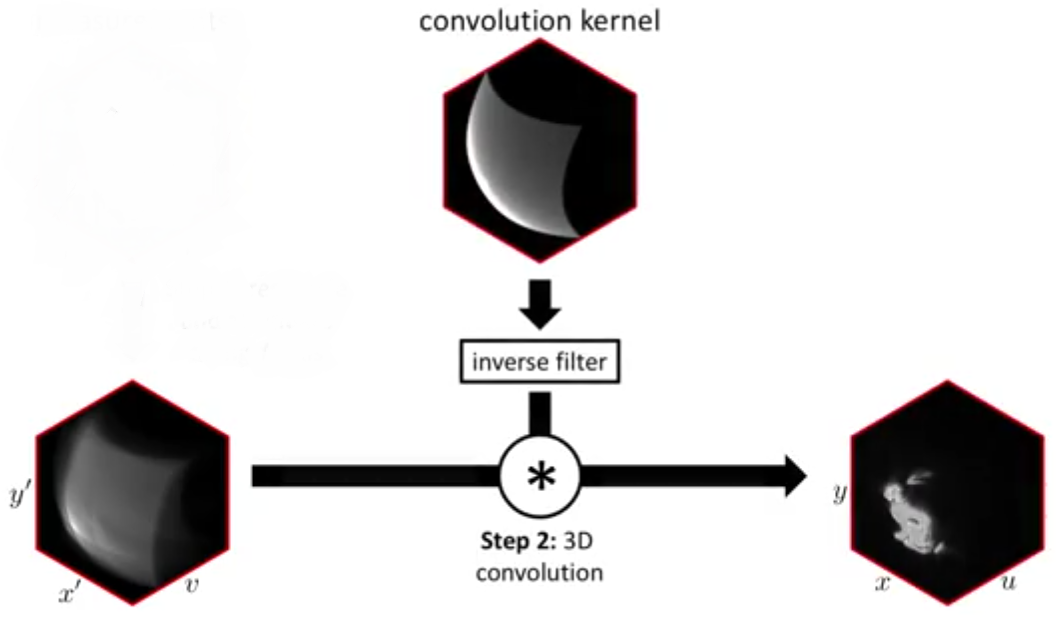 convolution kernel
inverse filter
*
y′
x′
v
Step 2: 3D
convolution
y
x
u